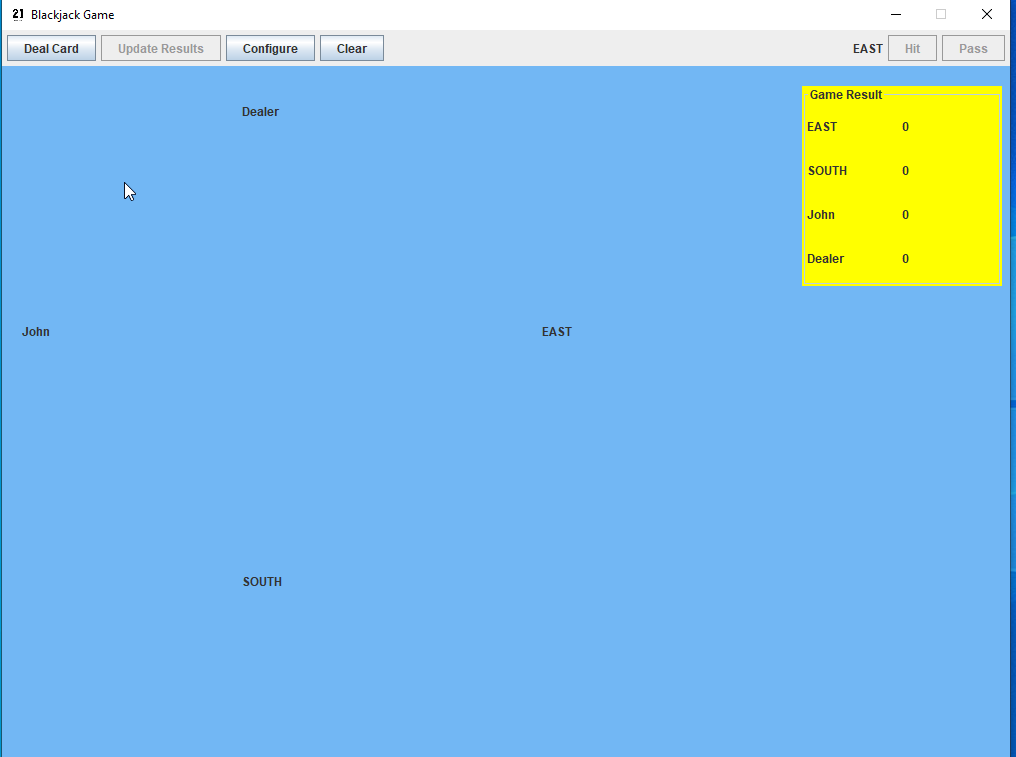 21 Blackjack Game
Deal Card Update Results Configure Clear EAST Hit Pass
Game Result
Dealer
EAST 0
SOUTH 0
John 0
Dealer 0
John EAST
SOUTH